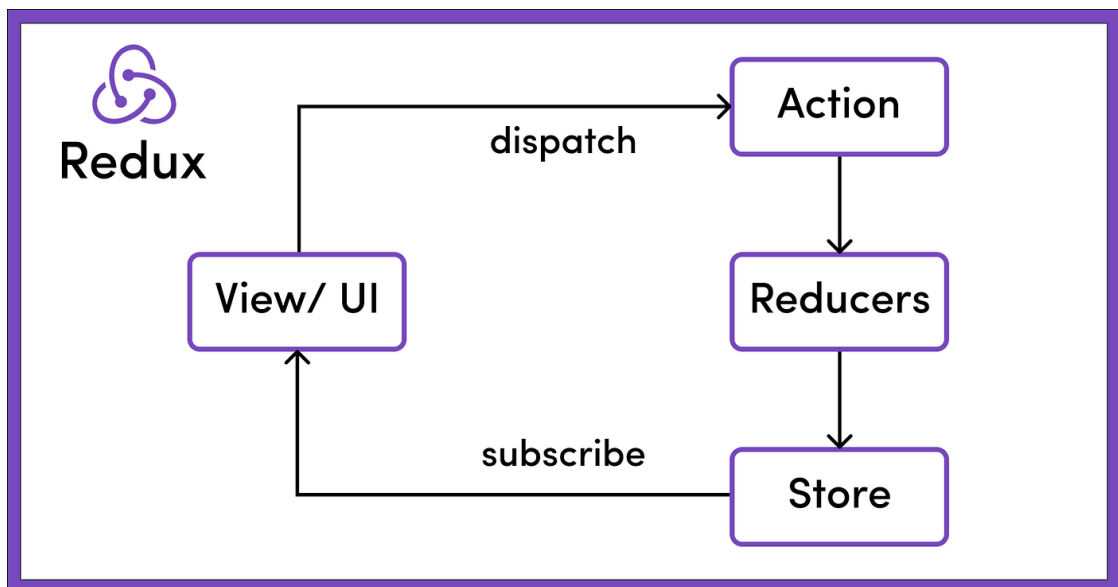 Redux
Action
dispatch
View/ UI
Reducers
subscribe
Store